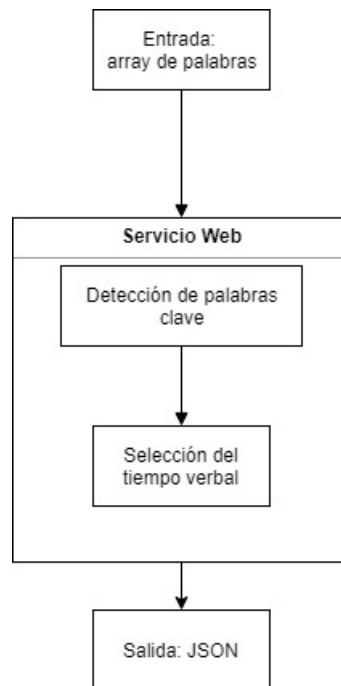 Entrada:
array de palabras
Servicio Web
Detección de palabras
clave
Selección del
tiempo verbal
Salida: JSON